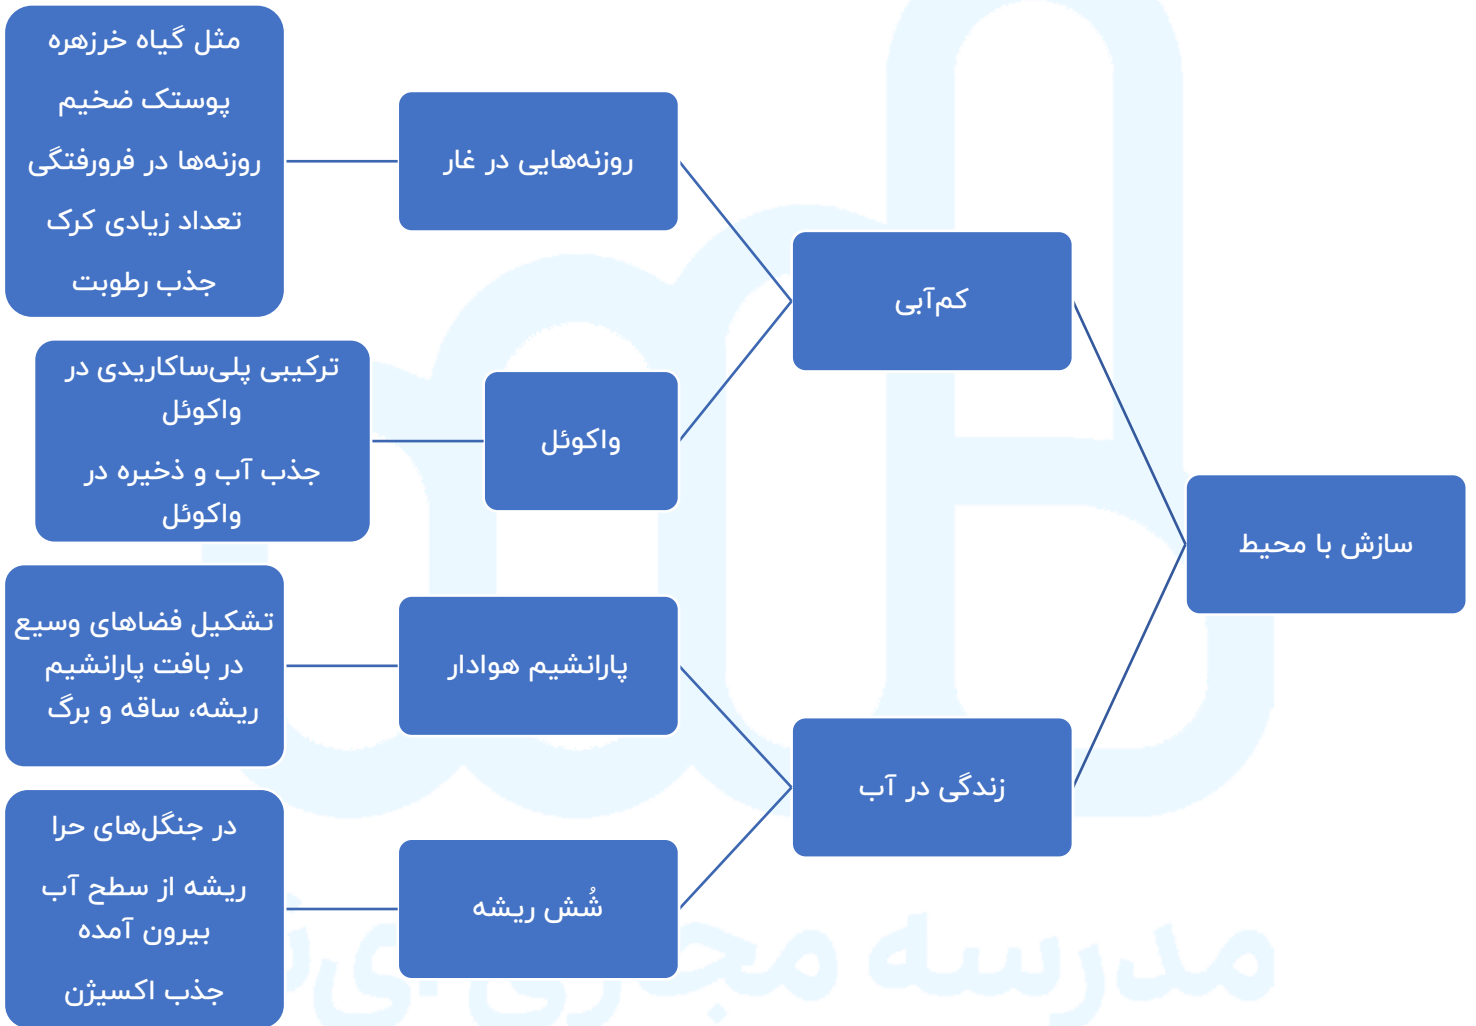 سازش با محیط
کم‌آبی
روزنه‌هایی در غار
مثل گیاه خرزهره
پوستک ضخیم
روزنه‌ها در فرورفتگی
تعداد زیادی کرک
جذب رطوبت
واکوئل
ترکیبی پلی‌ساکاریدی در
واکوئل
جذب آب و ذخیره در
واکوئل
زندگی در آب
پارانشیم هوادار
تشکیل فضاهای وسیع
در بافت پارانشیم
ریشه، ساقه و برگ
شُش ریشه
در جنگل‌های حرا
ریشه از سطح آب
بیرون آمده
جذب اکسیژن
مدرسه مجازی